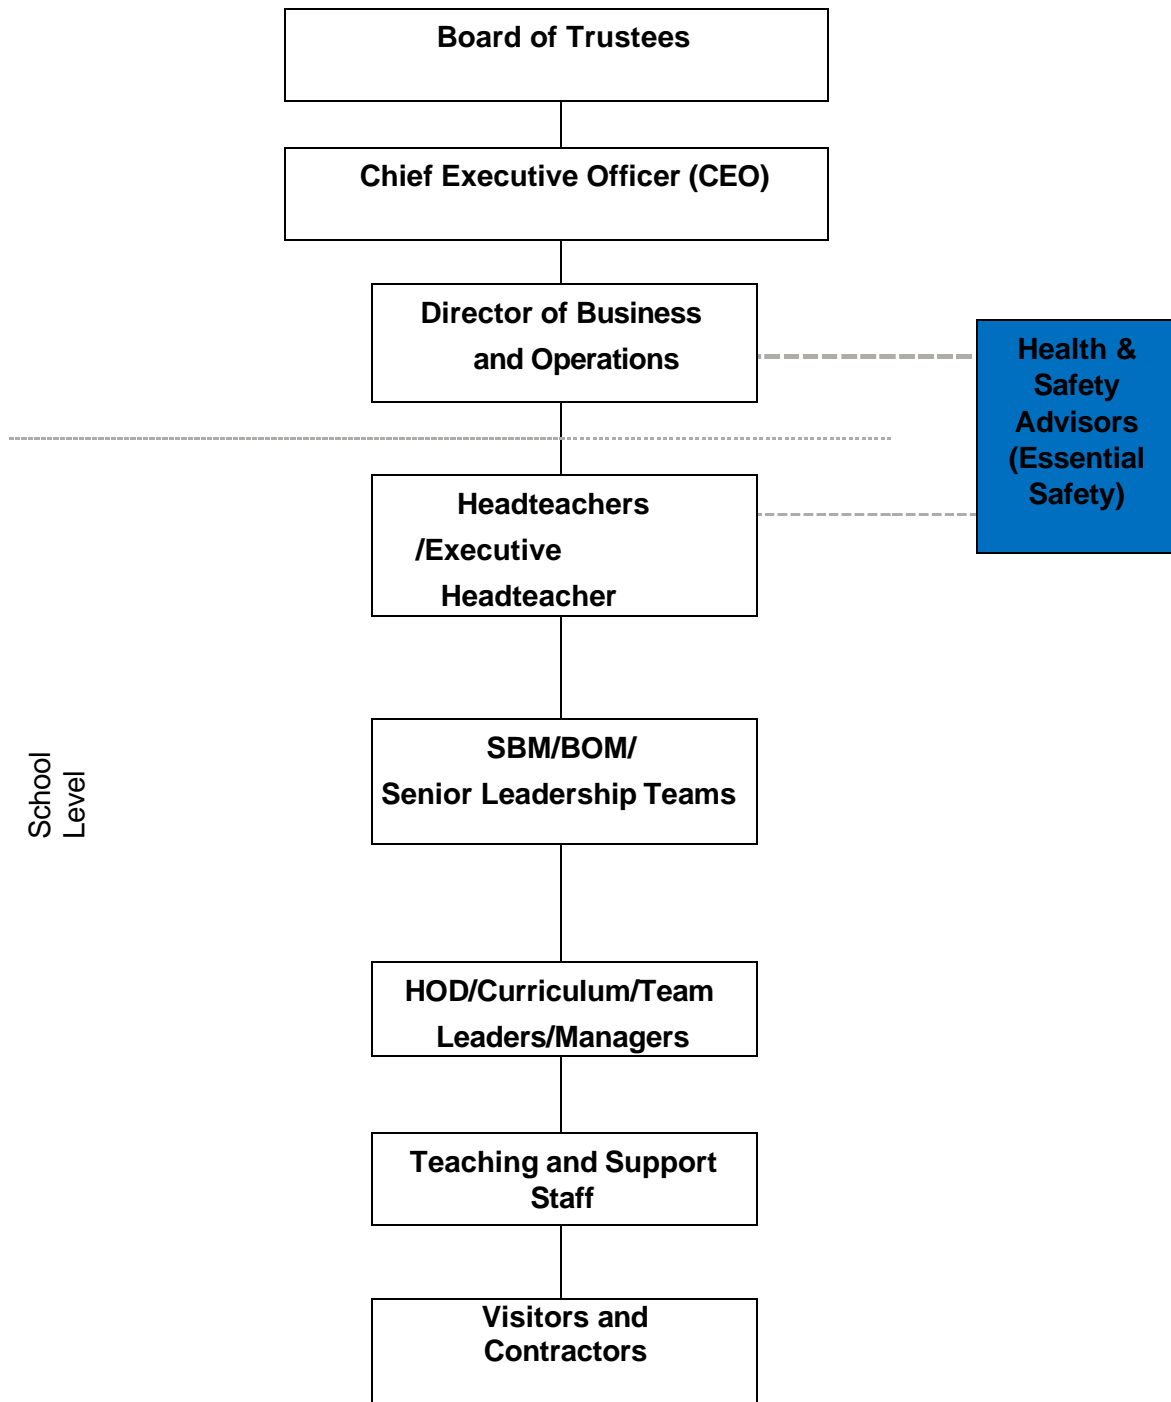 Board of Trustees
Chief Executive Officer (CEO)
Director of Business
and Operations
Health &
Safety
Advisors
(Essential
Safety)
Headteachers
/Executive
Headteacher
SBM/BOM/
Senior Leadership Teams
School
Level
HOD/Curriculum/Team
Leaders/Managers
Teaching and Support
Staff
Visitors and
Contractors